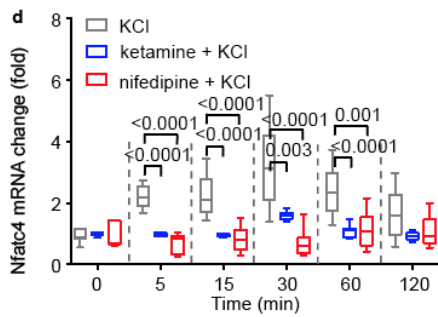 d
KCl
ketamine + KCl
nifedipine + KCl
Nfatc4 mRNA change (fold)
8
6
4
2
0
<0.0001
<0.0001
<0.0001
<0.0001
<0.0001
0.003
0.001
<0.0001
0 5 15 30 60 120
Time (min)